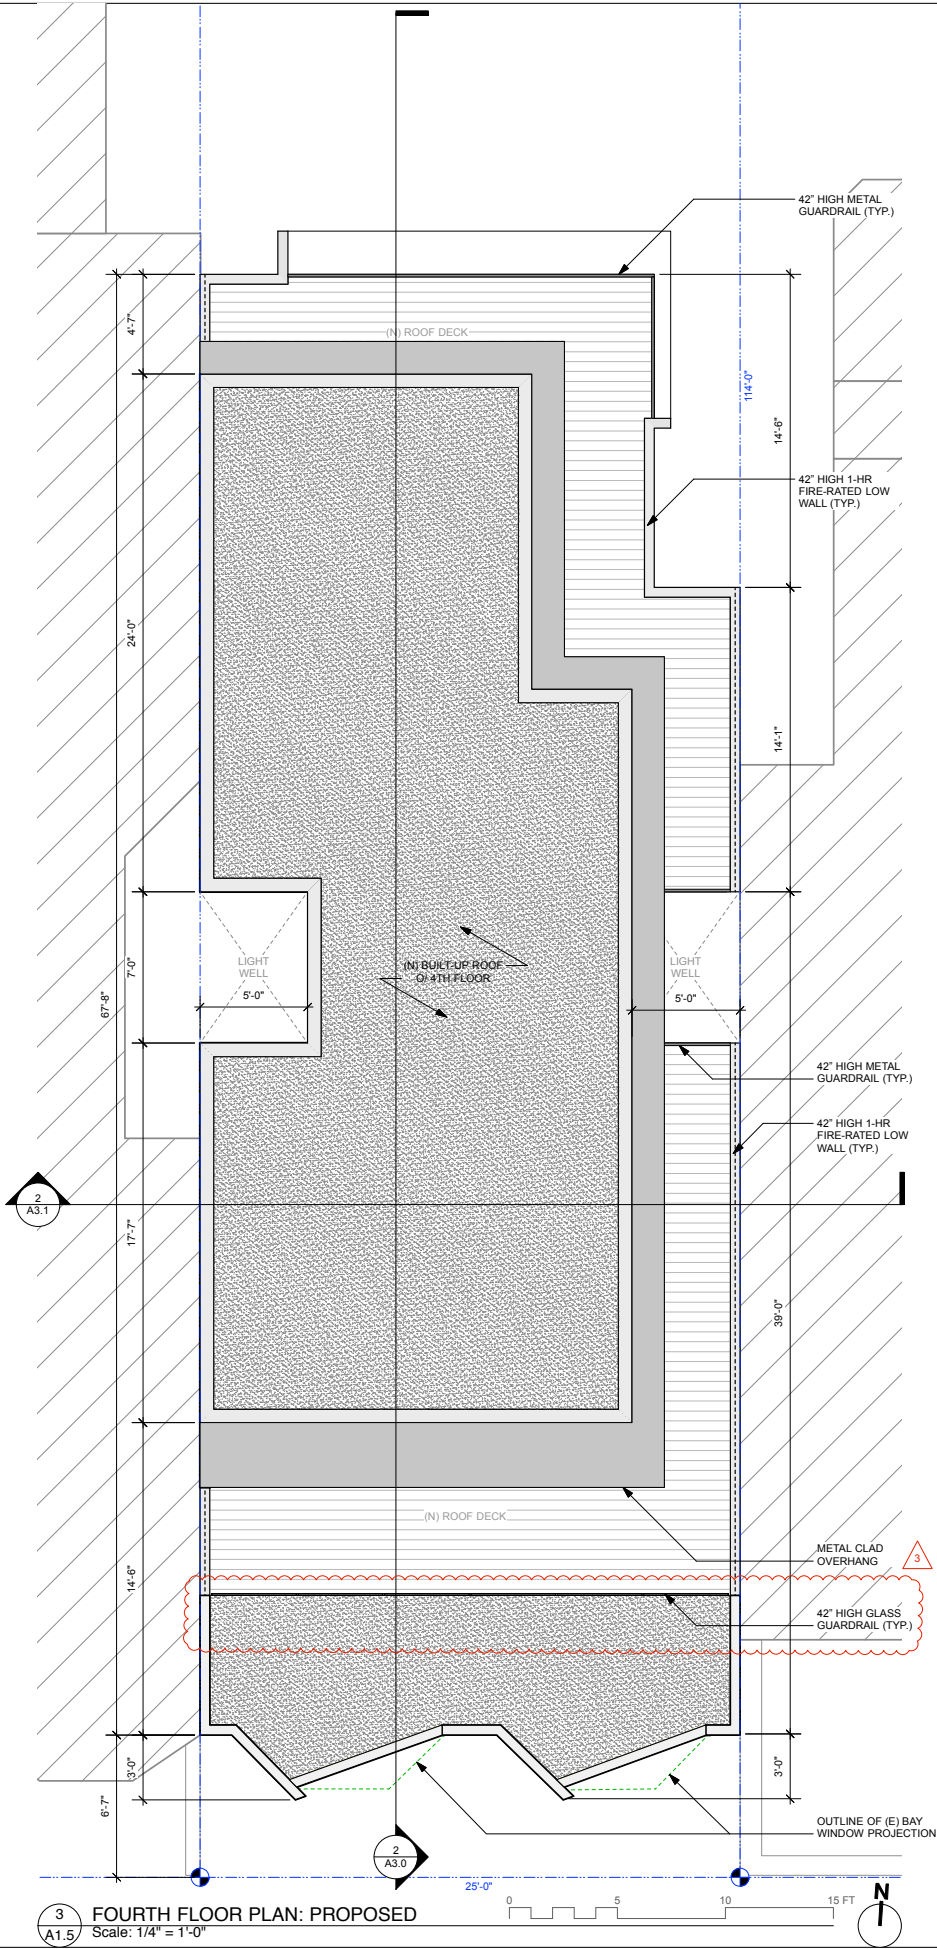 42" HIGH METAL
GUARDRAIL (TYP.)
4'-7"
(N) ROOF DECK
114'-0"
14'-6"
42" HIGH 1-HR
FIRE-RATED LOW
WALL (TYP.)
24'-0"
14'-1"
LIGHT
WELL
5'-0"
7'-0"
67'-8"
(N) BUILT-UP ROOF
O/ 4TH FLOOR
LIGHT
WELL
5'-0"
42" HIGH METAL
GUARDRAIL (TYP.)
42" HIGH 1-HR
FIRE-RATED LOW
WALL (TYP.)
2
A3.1
17'-7"
39'-0"
(N) ROOF DECK
METAL CLAD
OVERHANG
3
14'-6"
42" HIGH GLASS
GUARDRAIL (TYP.)
3'-0"
3'-0"
6'-7"
OUTLINE OF (E) BAY
WINDOW PROJECTION
2
A3.0
25'-0"
0 5 10 15 FT
N
3
A1.5
FOURTH FLOOR PLAN: PROPOSED
Scale: 1/4" = 1'-0"